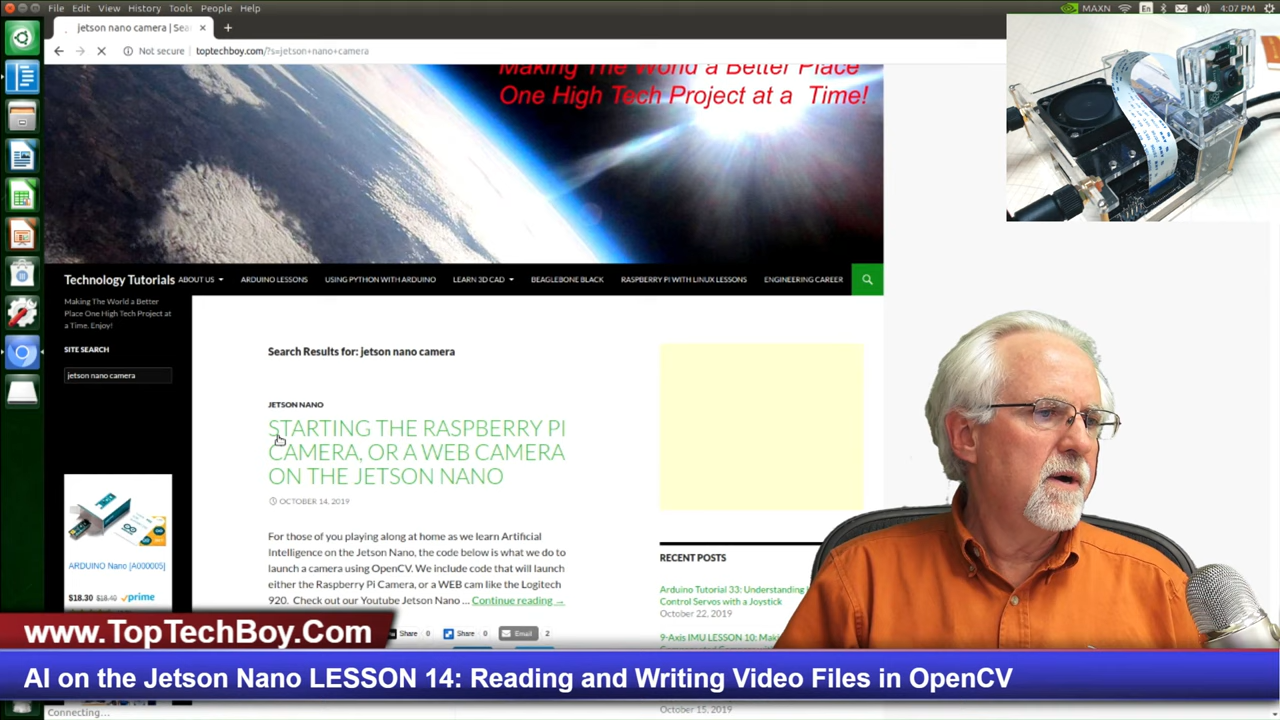 File Edit View History Tools People Help
MAXN En 4:07 PM
jetson nano camera | Sea
Not secure toptechboy.com/?s=jetson+nano+camera
Making The World a Better Place
One High Tech Project at a Time!
Technology Tutorials
ABOUT US ARDUINO LESSONS USING PYTHON WITH ARDUINO LEARN 3D CAD BEAGLEBONE BLACK RASPBERRY PI WITH LINUX LESSONS ENGINEERING CAREER
Making The World a Better
Place One High Tech Project at
a Time. Enjoy!
SITE SEARCH
jetson nano camera
Search Results for: jetson nano camera
JETSON NANO
STARTING THE RASPBERRY PI
CAMERA, OR A WEB CAMERA
ON THE JETSON NANO
OCTOBER 14, 2019
For those of you playing along at home as we learn Artificial
Intelligence on the Jetson Nano, the code below is what we do to
launch a camera using OpenCV. We include code that will launch
either the Raspberry Pi Camera, or a WEB cam like the Logitech
920. Check out our Youtube Jetson Nano ... Continue reading →
Share 0 Share 0 Email 2
ARDUINO Nano [A000005]
$18.30 $18.40 prime
RECENT POSTS
Arduino Tutorial 33: Understanding
Control Servos with a Joystick
October 22, 2019
9-Axis IMU LESSON 10:
October 15, 2019
www.TopTechBoy.Com
AI on the Jetson Nano LESSON 14: Reading and Writing Video Files in OpenCV
Connecting...